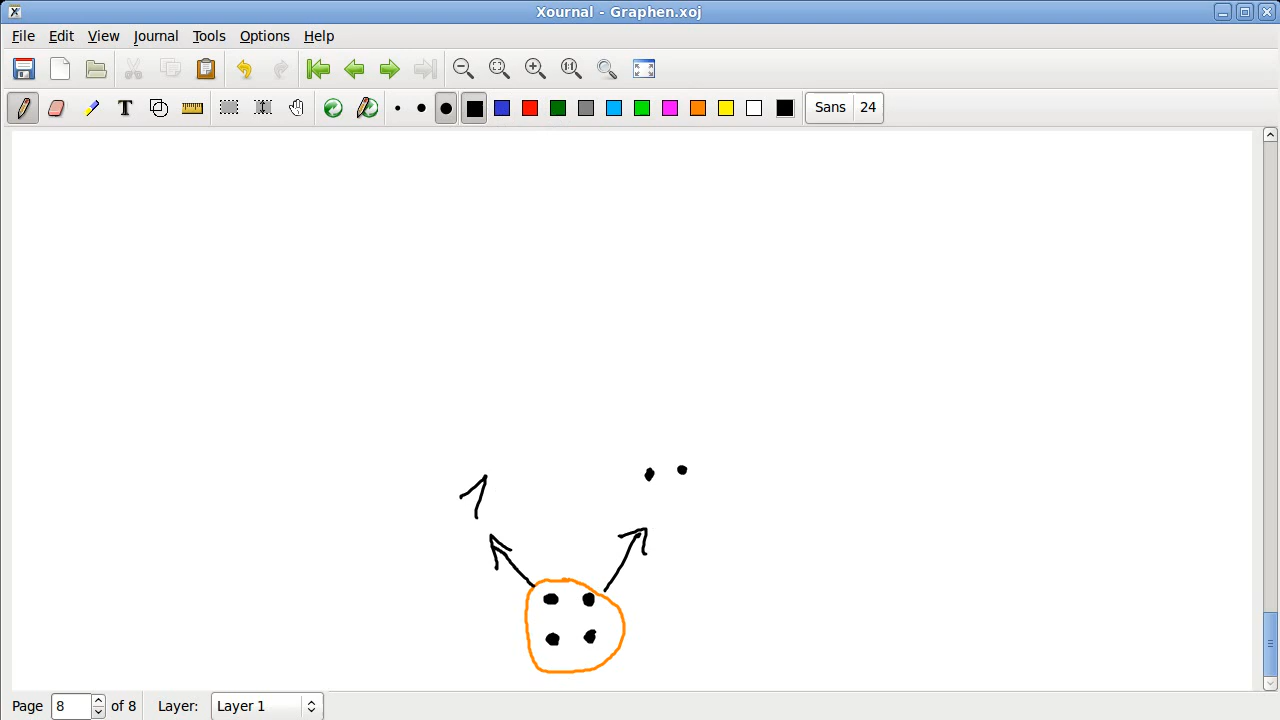 Xournal - Graphen.xoj
File Edit View Journal Tools Options Help
T Sans 24
1
Page 8 of 8 Layer: Layer 1